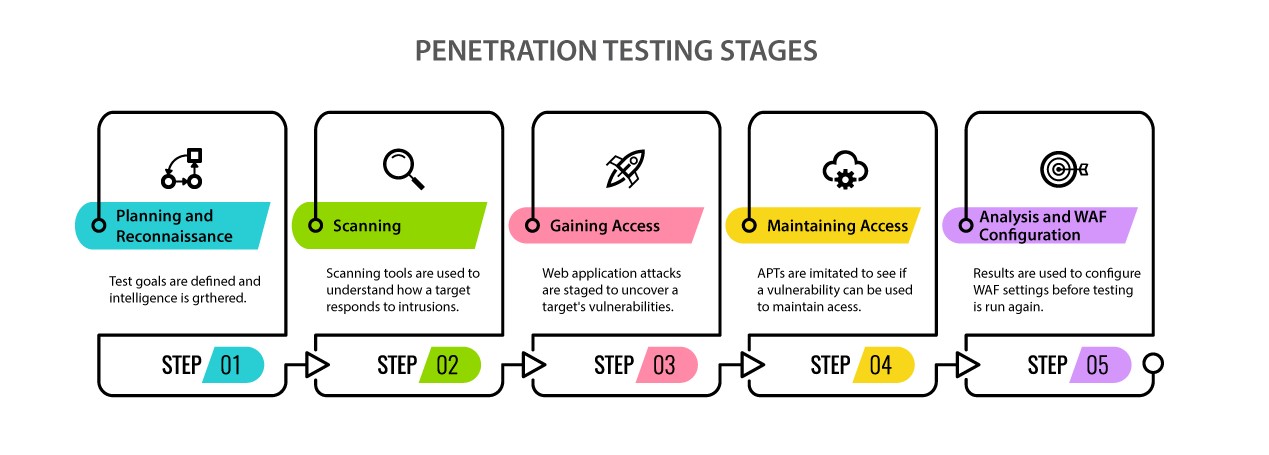 PENETRATION TESTING STAGES
Planning and
Reconnaissance
Test goals are defined and
intelligence is grthered.
STEP 01
Scanning
Scanning tools are used to
understand how a target
responds to intrusions.
STEP 02
Gaining Access
Web application attacks
are staged to uncover a
target's vulnerabilities.
STEP 03
Maintaining Access
APTs are imitated to see if
a vulnerability can be used
to maintain acess.
STEP 04
Analysis and WAF
Configuration
Results are used to configure
WAF settings before testing
is run again.
STEP 05